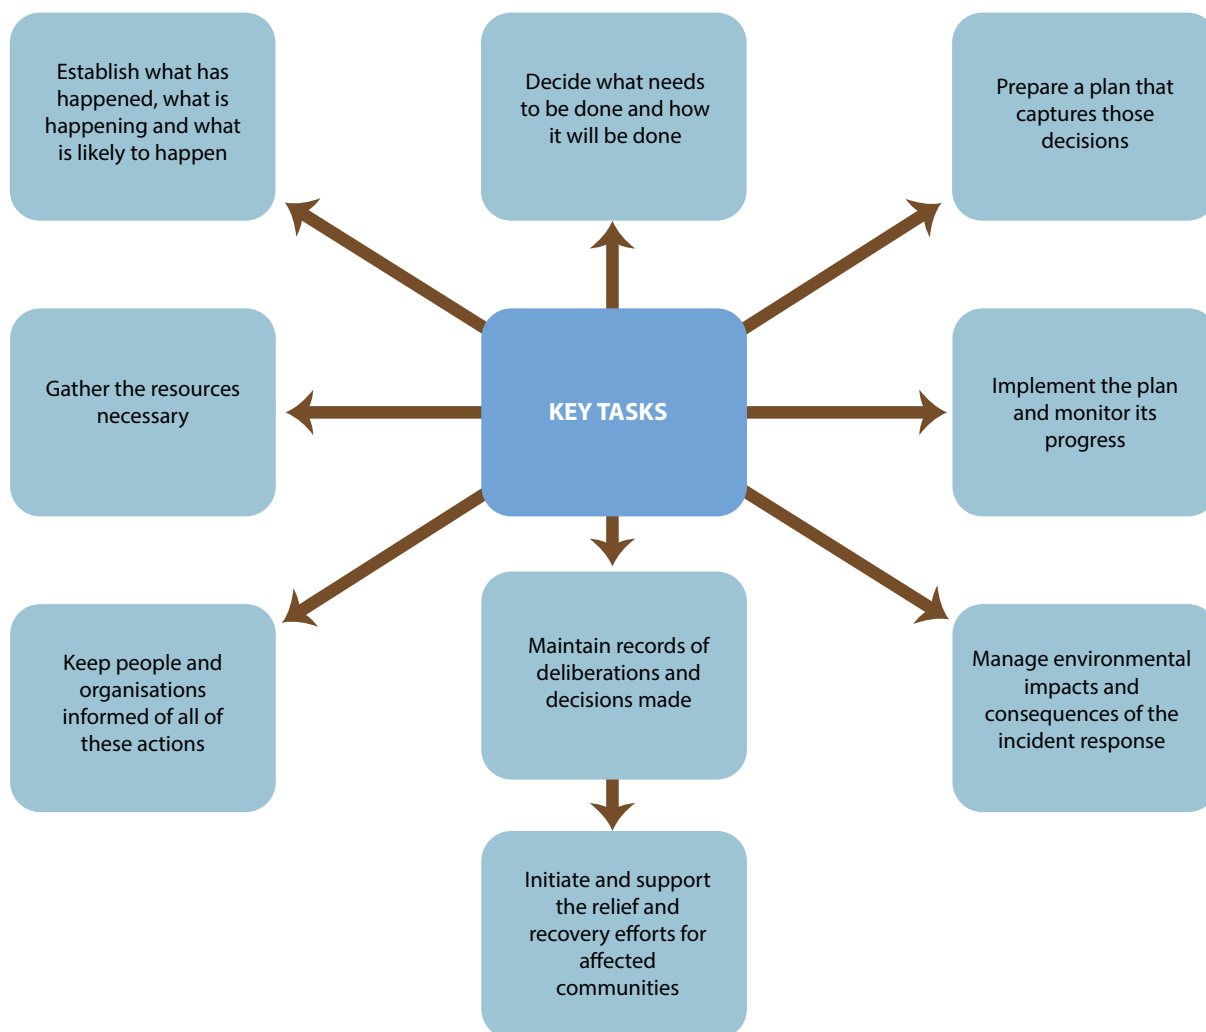 Establish what has
happened, what is
happening and what
is likely to happen
Decide what needs
to be done and how
it will be done
Prepare a plan that
captures those
decisions
Gather the resources
necessary
KEY TASKS
Implement the plan
and monitor its
progress
Keep people and
organisations
informed of all of
these actions
Maintain records of
deliberations and
decisions made
Manage environmental
impacts and
consequences of the
incident response
Initiate and support
the relief and
recovery efforts for
affected
communities